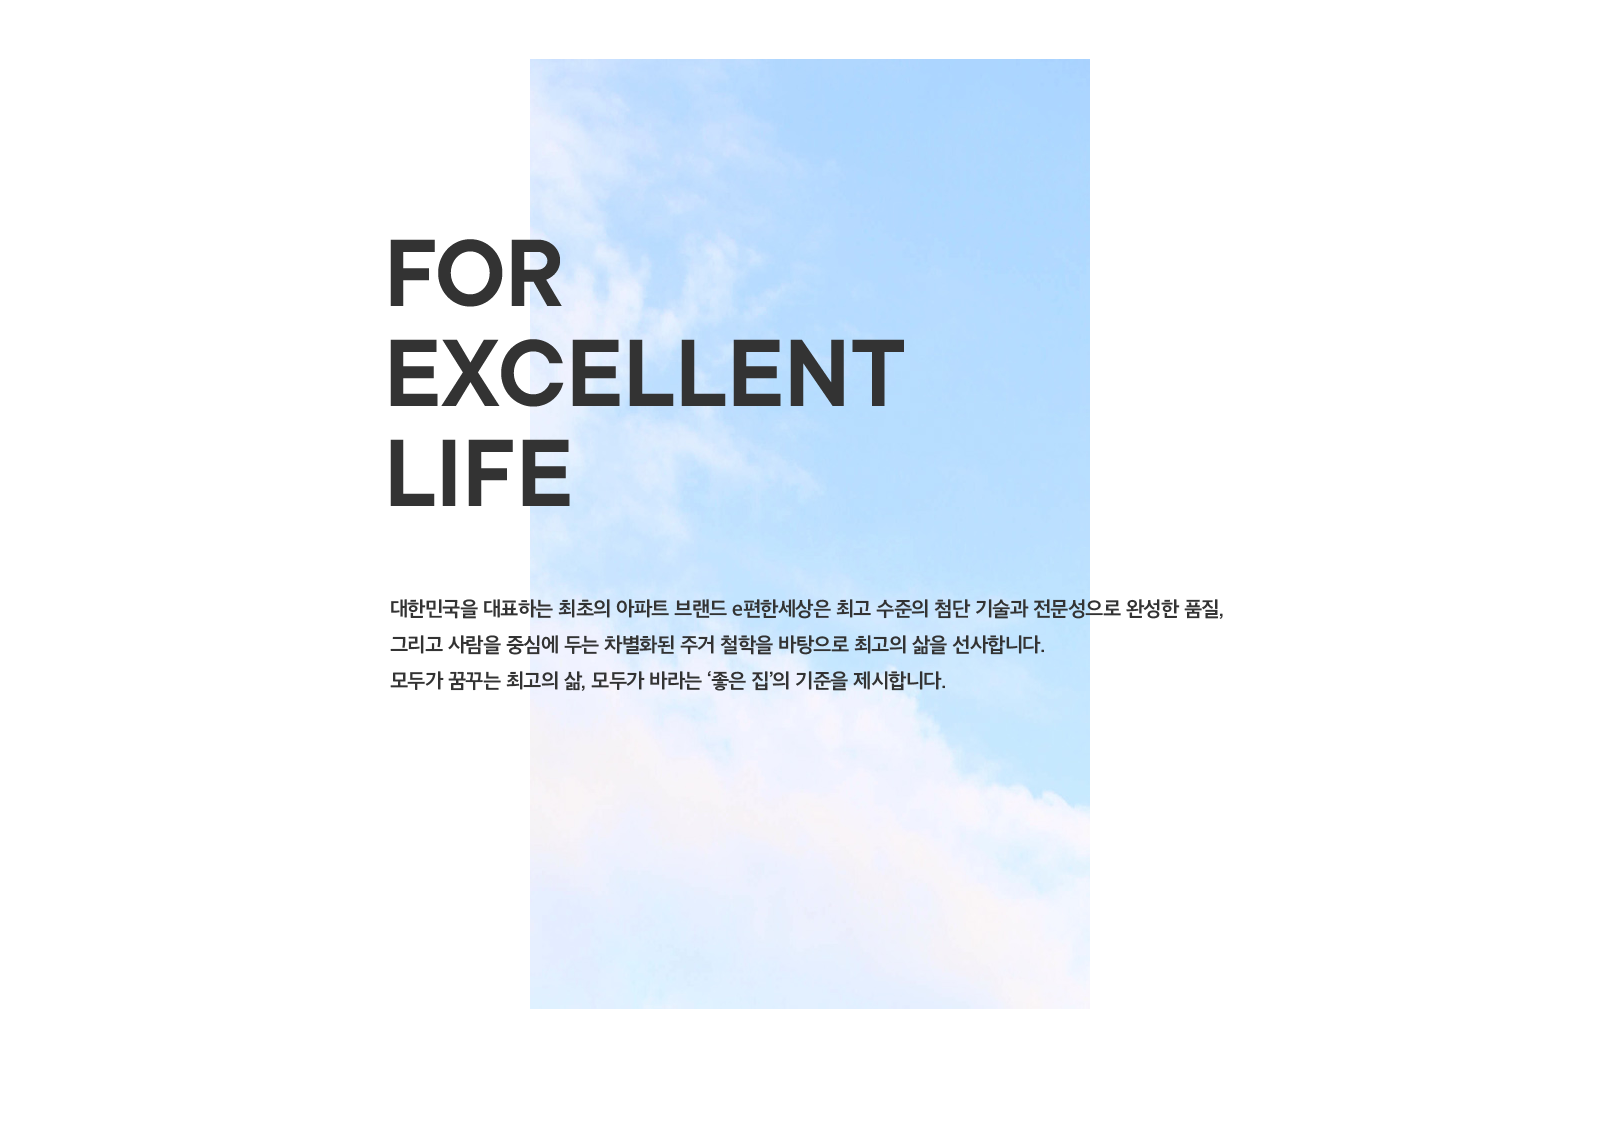 FOR
EXCELLENT
LIFE
대한민국을 대표하는 최초의 아파트 브랜드 e편한세상은 최고 수준의 첨단 기술과 전문성으로 완성한 품질,
그리고 사람을 중심에 두는 차별화된 주거 철학을 바탕으로 최고의 삶을 선사합니다.
모두가 꿈꾸는 최고의 삶, 모두가 바라는 ‘좋은 집’의 기준을 제시합니다.